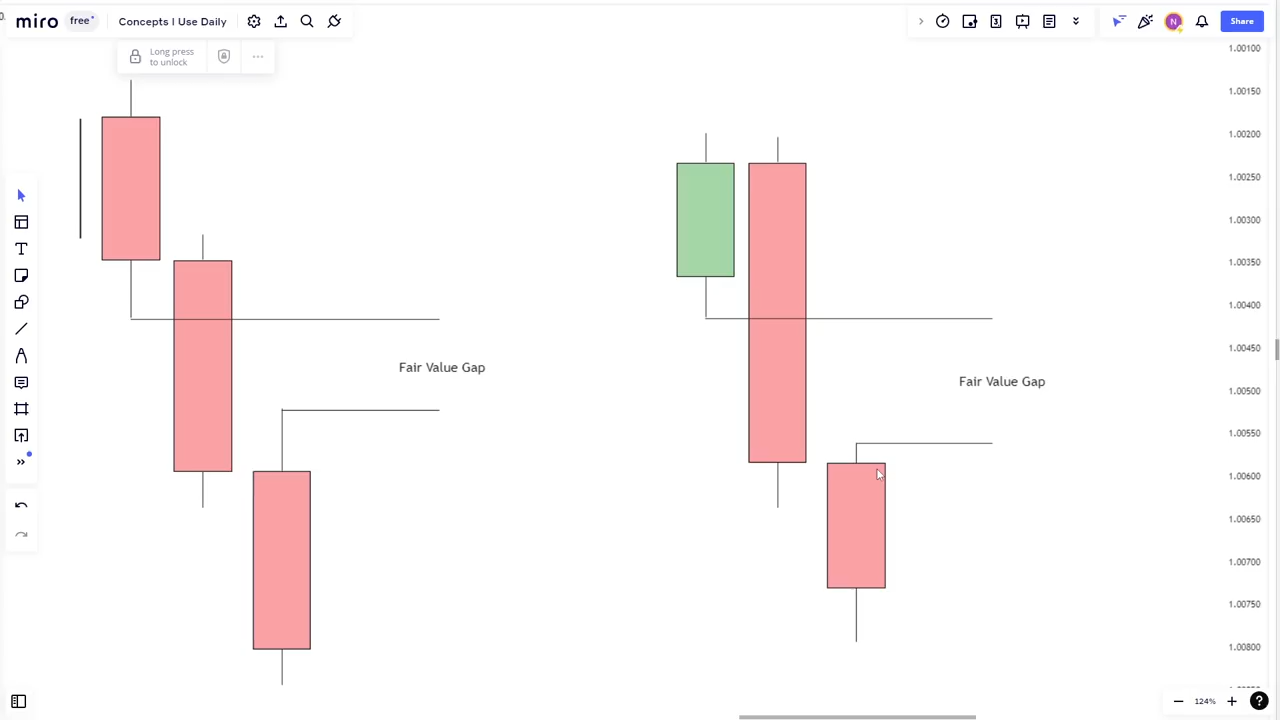 miro free Concepts I Use Daily
3 N Share
Long press
to unlock
1.00100
1.00150
1.00200
1.00250
1.00300
1.00350
1.00400
1.00450
Fair Value Gap
Fair Value Gap
1.00500
1.00550
1.00600
1.00650
1.00700
1.00750
1.00800
124%